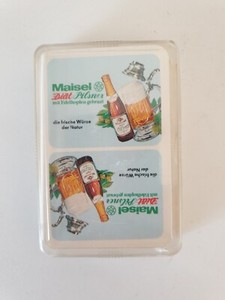 Maisel
Diät Pilsner
mit Edelhopfen gebraut
die frische Würze
der Natur
die frische Würze
der Natur
Maisel
Diät Pilsner
mit Edelhopfen gebraut